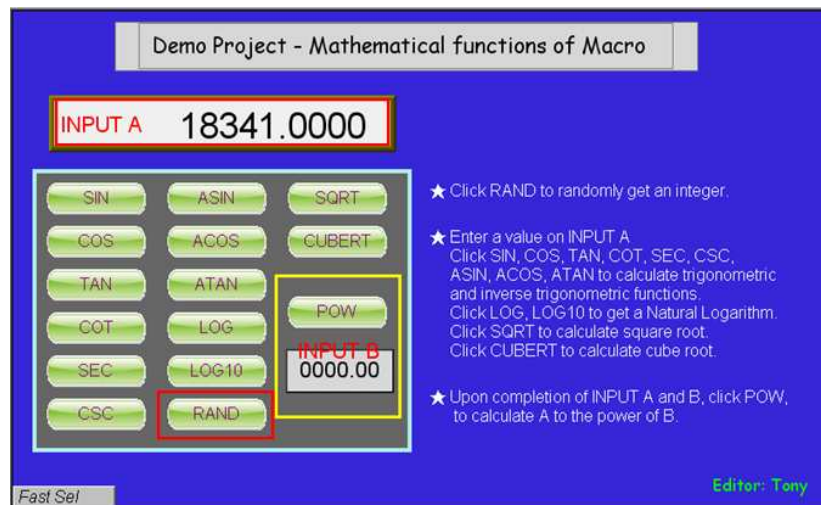 Demo Project - Mathematical functions of Macro
INPUT A 18341.0000
SIN ASIN SQRT
COS ACOS CUBERT
TAN ATAN
POW
COT LOG
INPUT B
SEC LOG10 0000.00
CSC RAND
Click RAND to randomly get an integer.
Enter a value on INPUT A
Click SIN, COS, TAN, COT, SEC, CSC,
ASIN, ACOS, ATAN to calculate trigonometric
and inverse trigonometric functions.
Click LOG, LOG10 to get a Natural Logarithm.
Click SQRT to calculate square root.
Click CUBERT to calculate cube root.
Upon completion of INPUT A and B, click POW,
to calculate A to the power of B.
Editor: Tony
Fast Sel